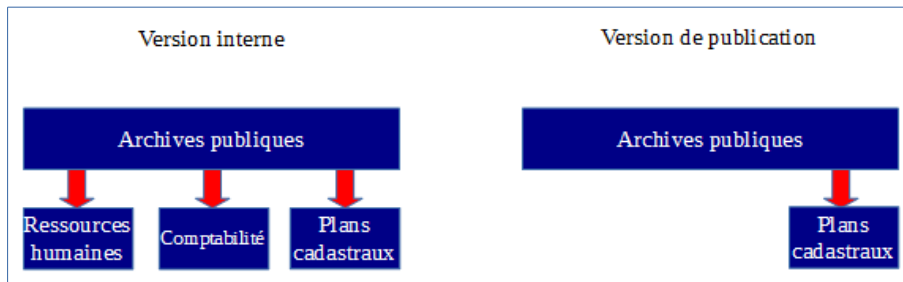 Version interne
Version de publication
Archives publiques
Archives publiques
Ressources
humaines
Comptabilité
Plans
cadastraux
Plans
cadastraux